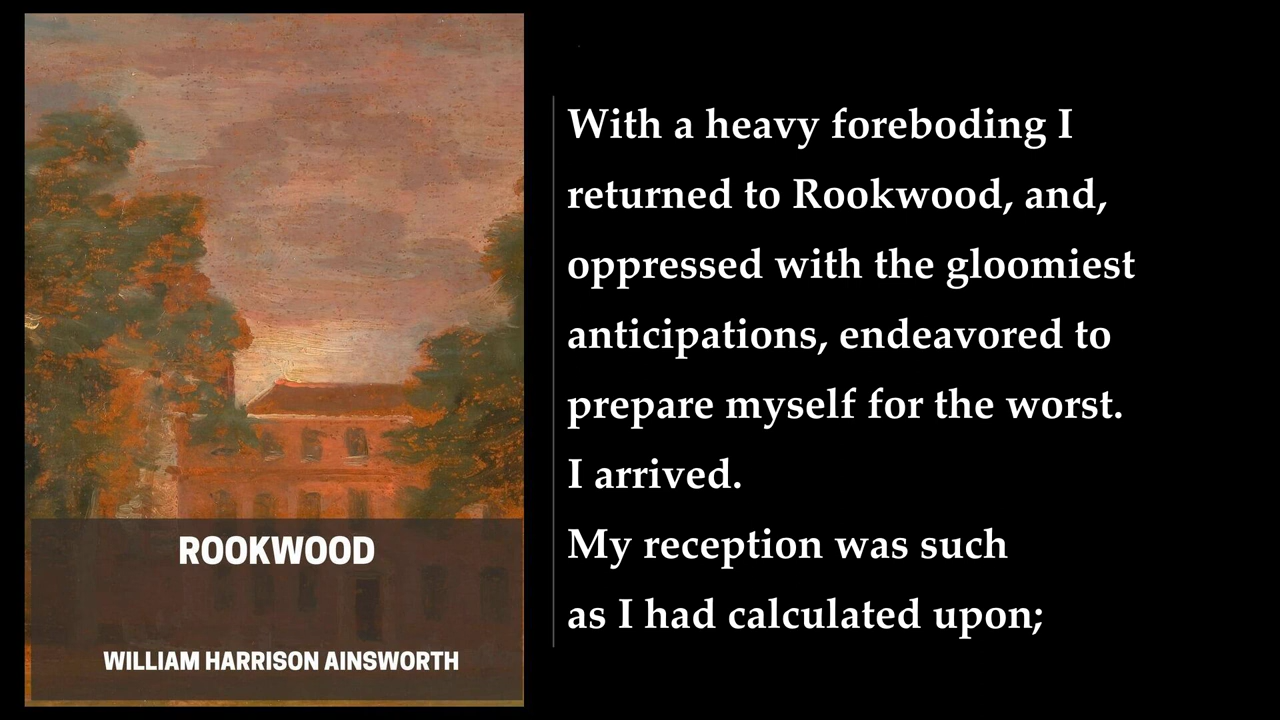 ROOKWOOD
WILLIAM HARRISON AINSWORTH
With a heavy foreboding I
returned to Rookwood, and,
oppressed with the gloomiest
anticipations, endeavored to
prepare myself for the worst.
I arrived.
My reception was such
as I had calculated upon;